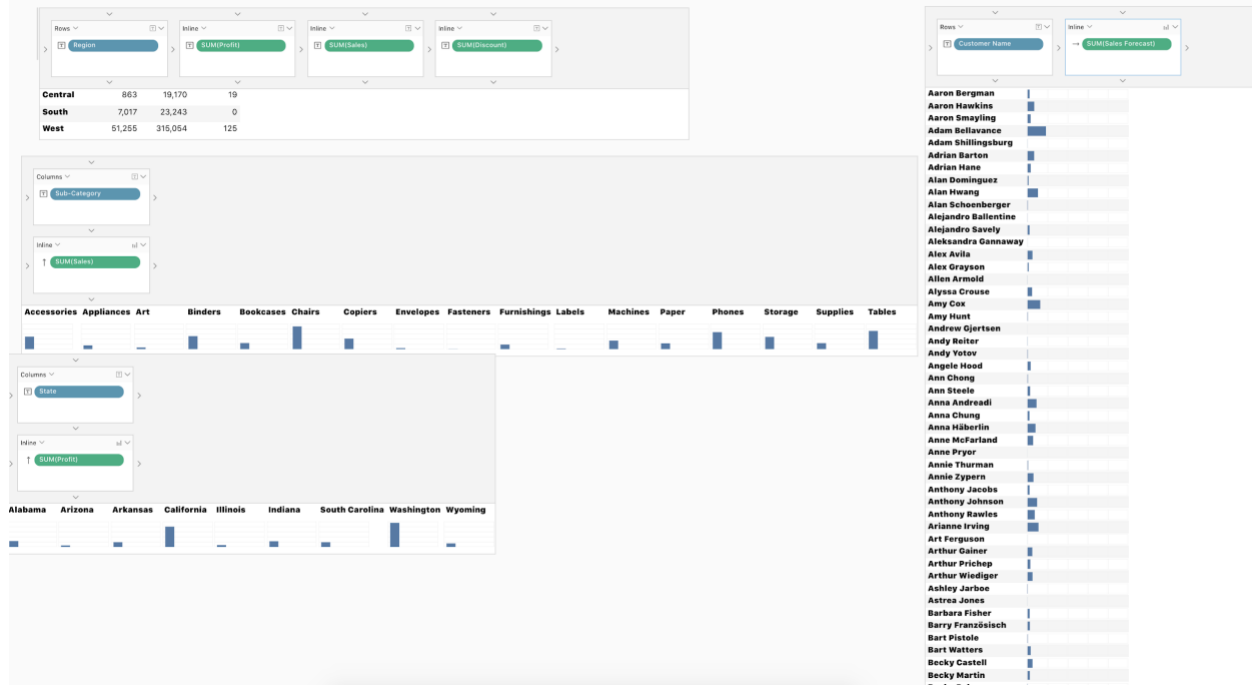 Rows Inline Inline Inline
T Region T SUM(Profit) T SUM(Sales) T SUM(Discount)
Central 863 19,170 19
South 7,017 23,243 0
West 51,255 315,054 125
Columns
T Sub-Category
Inline
SUM(Sales)
Accessories Appliances Art Binders Bookcases Chairs Copiers Envelopes Fasteners Furnishings Labels Machines Paper Phones Storage Supplies Tables
Columns
T State
Inline
SUM(Profit)
Alabama Arizona Arkansas California Illinois Indiana South Carolina Washington Wyoming
Rows Inline
T Customer Name SUM(Sales Forecast)
Aaron Bergman
Aaron Hawkins
Aaron Smayling
Adam Bellavance
Adam Shillingsburg
Adrian Barton
Adrian Hane
Alan Dominguez
Alan Hwang
Alan Schoenberger
Alejandro Ballentine
Alejandro Savely
Aleksandra Gannaway
Alex Avila
Alex Grayson
Allen Armold
Alyssa Crouse
Amy Cox
Amy Hunt
Andrew Gjertsen
Andy Reiter
Andy Yotov
Angele Hood
Ann Chong
Ann Steele
Anna Andreadi
Anna Chung
Anna Häberlin
Anne McFarland
Anne Pryor
Annie Thurman
Annie Zypern
Anthony Jacobs
Anthony Johnson
Anthony Rawles
Arianne Irving
Art Ferguson
Arthur Gainer
Arthur Prichep
Arthur Wiediger
Ashley Jarboe
Astrea Jones
Barbara Fisher
Barry Französisch
Bart Pistole
Bart Watters
Becky Castell
Becky Martin